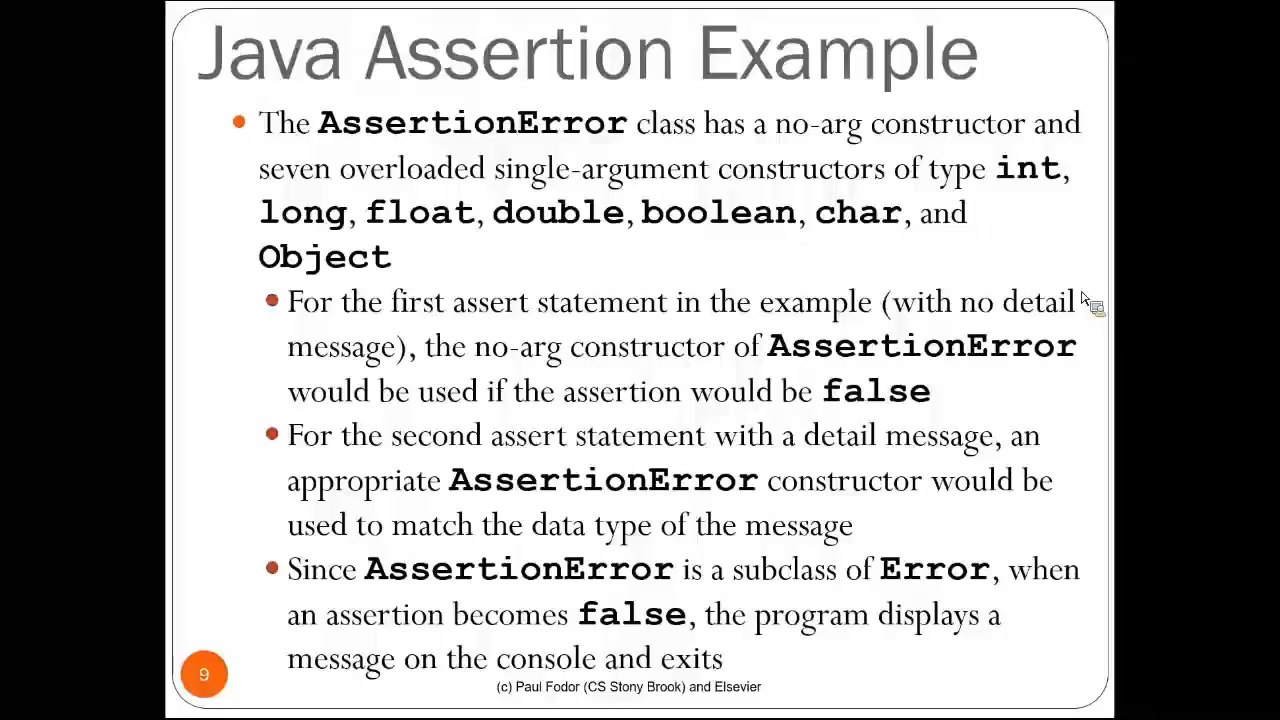 Java Assertion Example
The AssertionError class has a no-arg constructor and
seven overloaded single-argument constructors of type int,
long, float, double, boolean, char, and
Object
For the first assert statement in the example (with no detail
message), the no-arg constructor of AssertionError
would be used if the assertion would be false
For the second assert statement with a detail message, an
appropriate AssertionError constructor would be
used to match the data type of the message
Since AssertionError is a subclass of Error, when
an assertion becomes false, the program displays a
message on the console and exits
9
(c) Paul Fodor (CS Stony Brook) and Elsevier